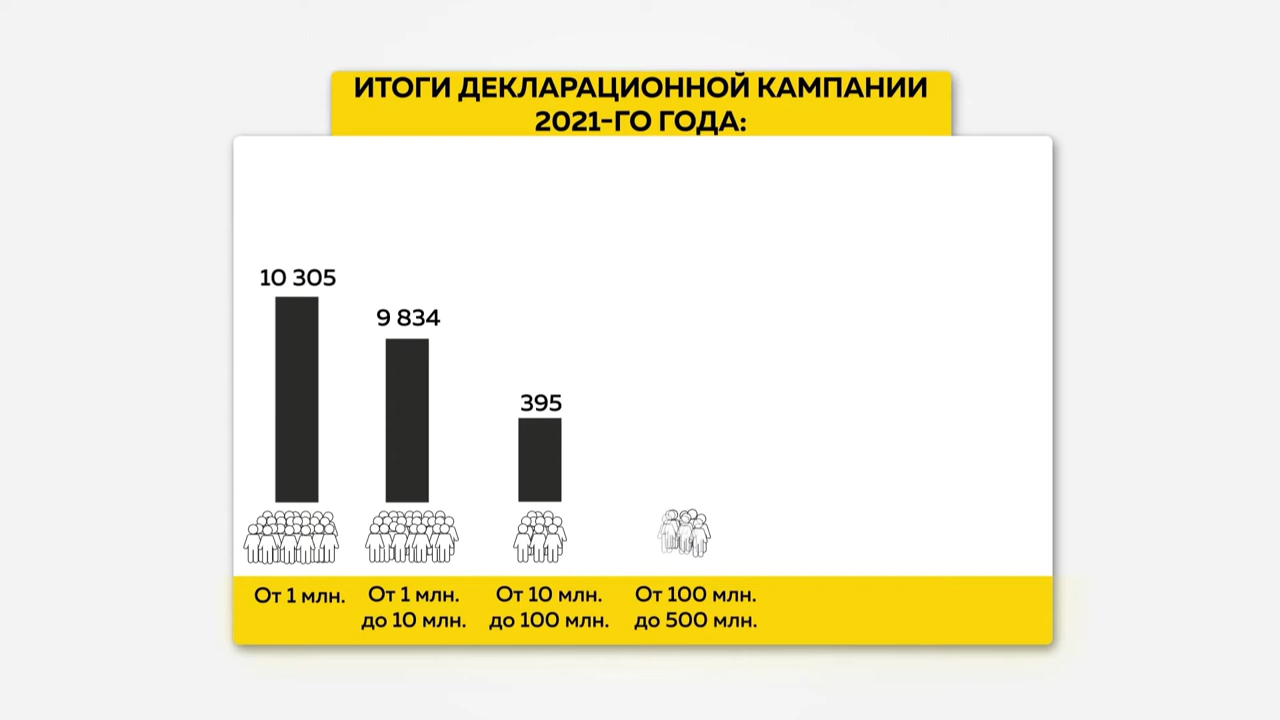 ИТОГИ ДЕКЛАРАЦИОННОЙ КАМПАНИИ
2021-ГО ГОДА:
10 305
9 834
395
От 1 млн.
От 1 млн.
до 10 млн.
От 10 млн.
до 100 млн.
От 100 млн.
до 500 млн.